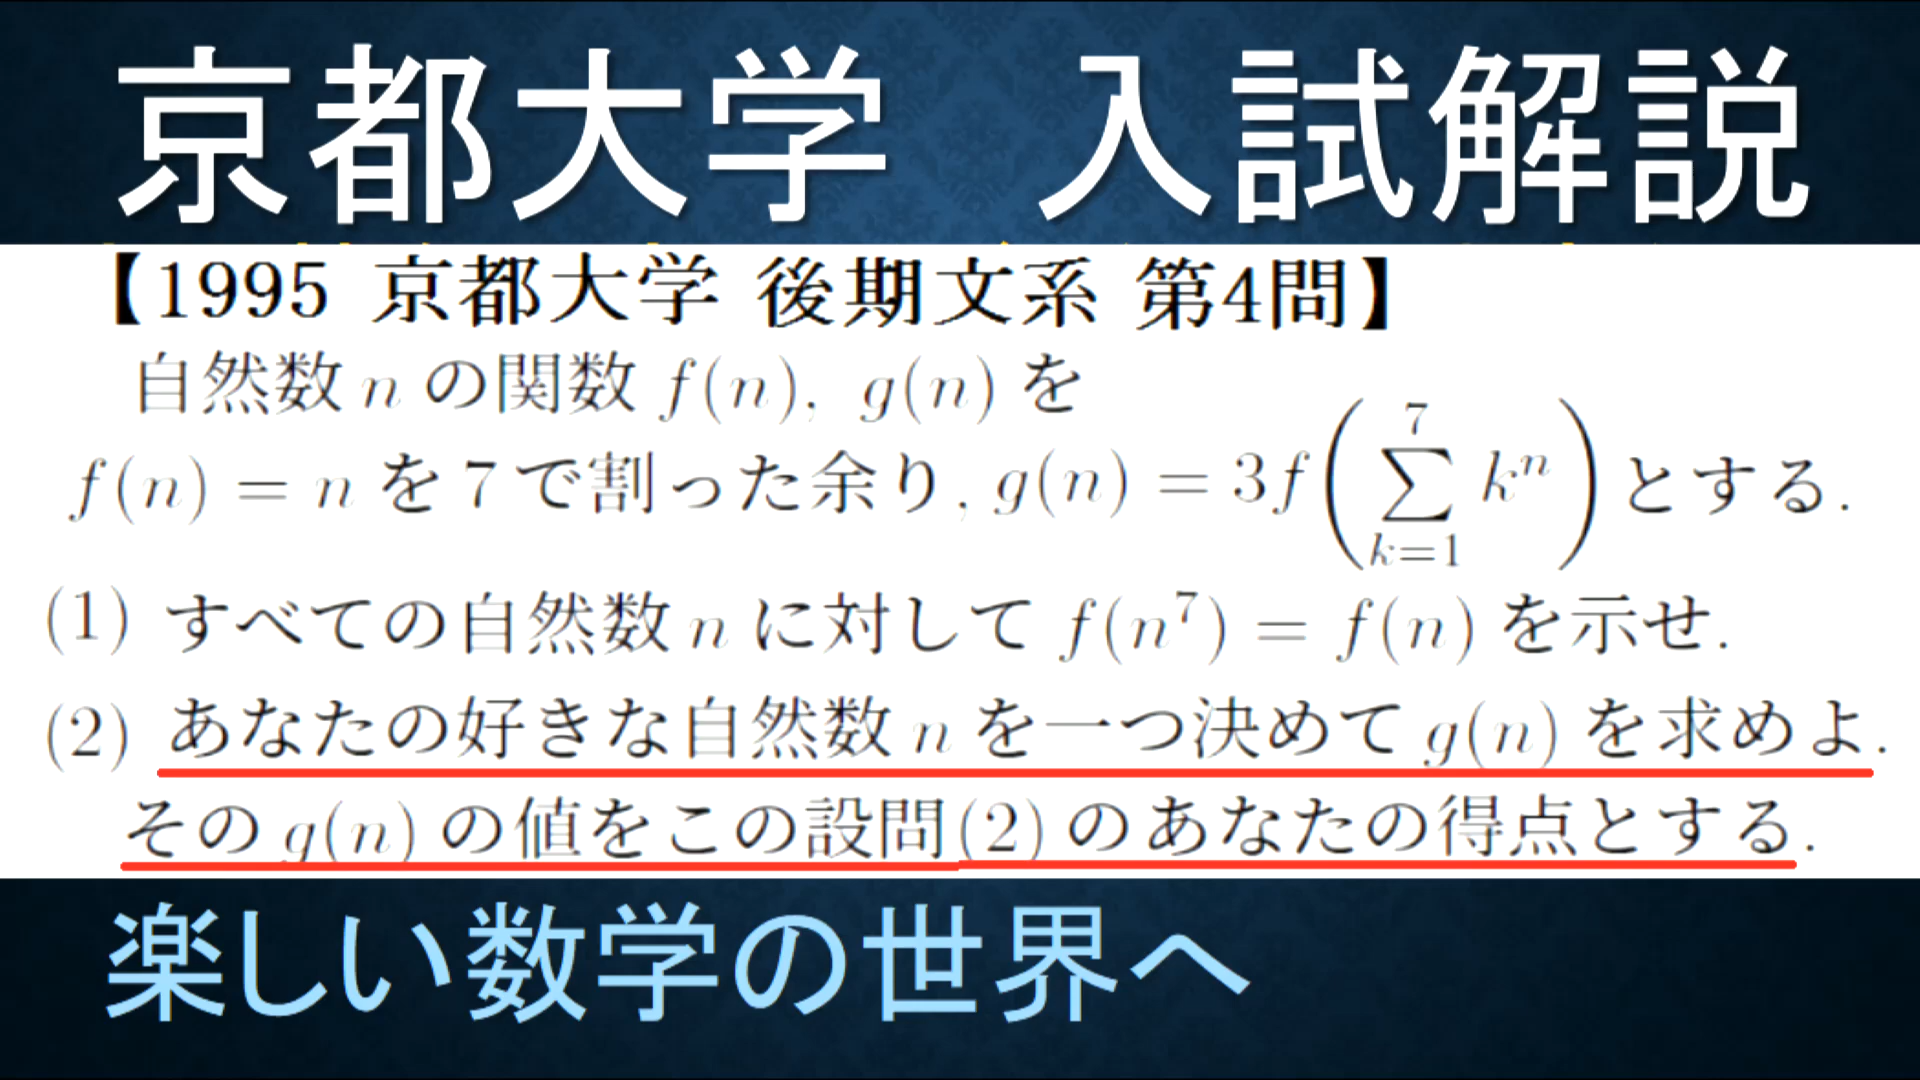 京都大学 入試解説
【1995 京都大学 後期文系 第4問】
自然数 n の関数 f(n), g(n) を
f(n) = n を 7 で割った余り, g(n) = 3f(∑_{k=1}^{7} k^n) とする.
(1) すべての自然数 n に対して f(n^7) = f(n) を示せ.
(2) あなたの好きな自然数 n を一つ決めて g(n) を求めよ.
その g(n) の値をこの設問(2) のあなたの得点とする.
楽しい数学の世界へ